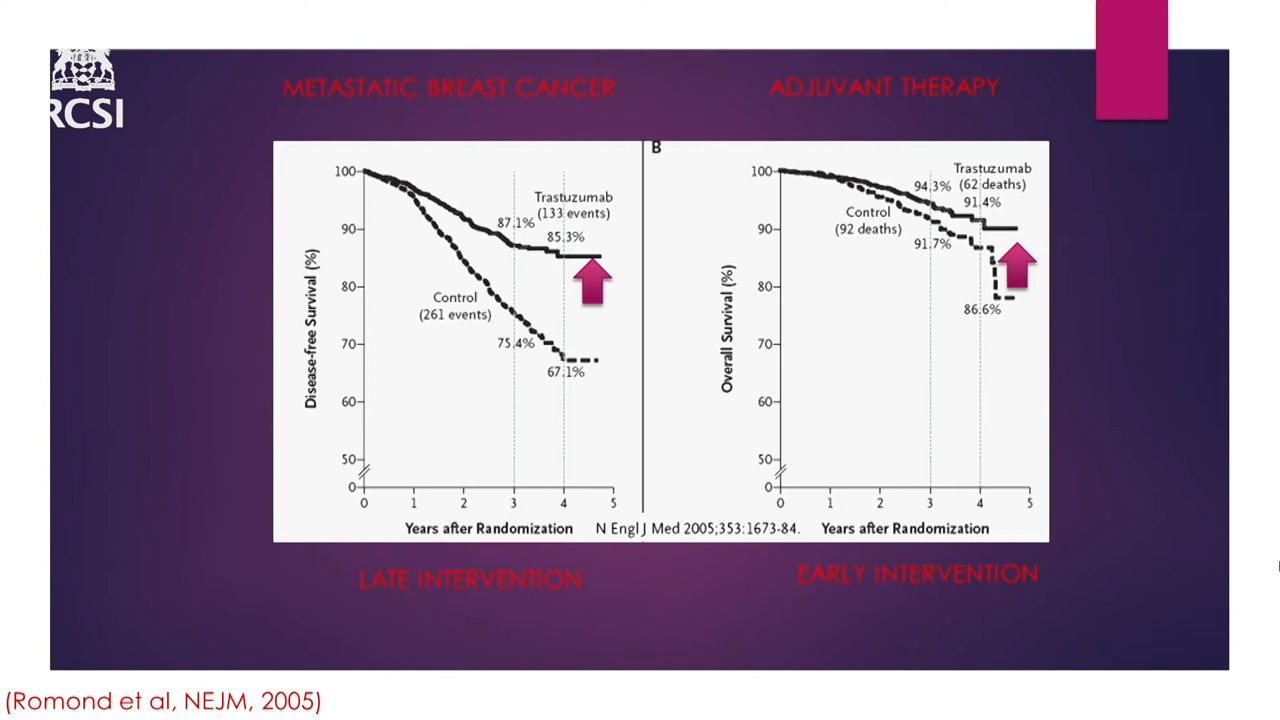 RCSI
METASTATIC BREAST CANCER
ADJUVANT THERAPY
100
90
80
70
60
50
0
Disease-free Survival (%)
87.1%
Trastuzumab
(133 events)
85.3%
Control
(261 events)
75.4%
67.1%
0 1 2 3 4 5
Years after Randomization
B
100
90
80
70
60
50
0
Overall Survival (%)
94.3%
Trastuzumab
(62 deaths)
91.4%
Control
(92 deaths)
91.7%
86.6%
0 1 2 3 4 5
N Engl J Med 2005;353:1673-84.
Years after Randomization
LATE INTERVENTION
EARLY INTERVENTION
(Romond et al, NEJM, 2005)